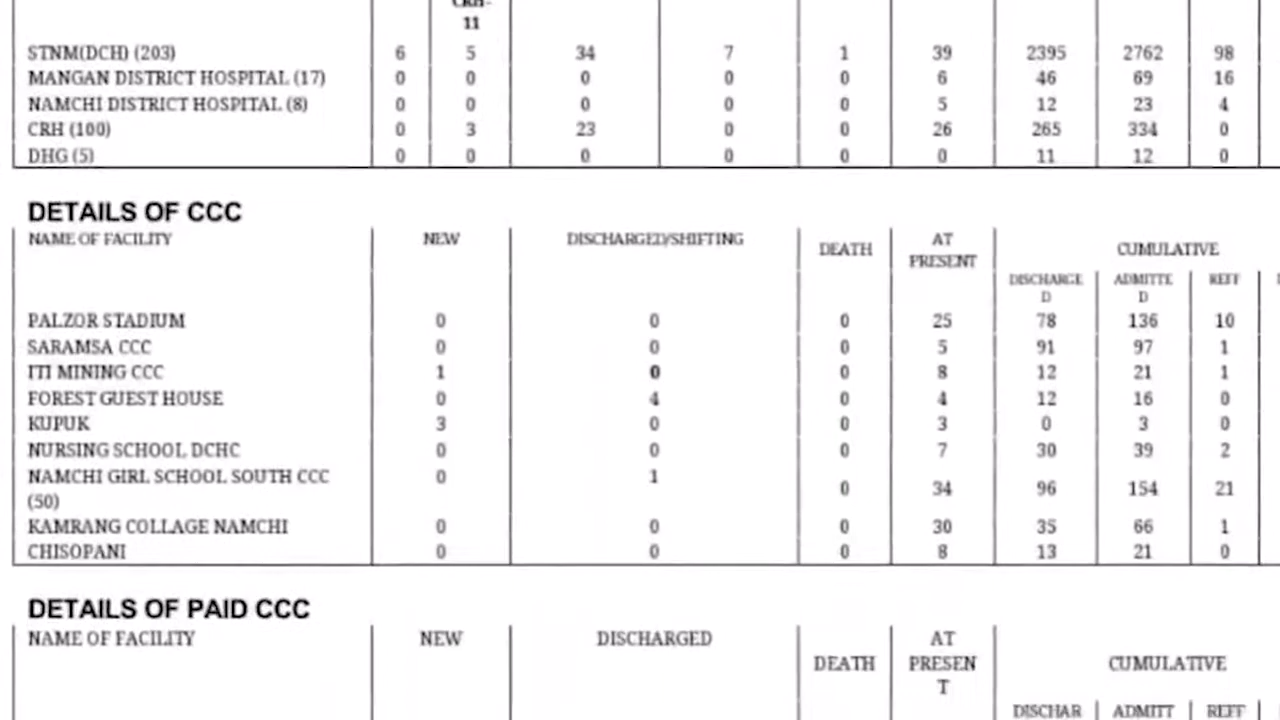 CRH-
11
STNM(DCH) (203) 6 5 34 7 1 39 2395 2762 98
MANGAN DISTRICT HOSPITAL (17) 0 0 0 0 0 6 46 69 16
NAMCHI DISTRICT HOSPITAL (8) 0 0 0 0 0 5 12 23 4
CRH (100) 0 3 23 0 0 26 265 334 0
DHG (5) 0 0 0 0 0 0 11 12 0
DETAILS OF CCC
NAME OF FACILITY NEW DISCHARGED/SHIFTING DEATH AT PRESENT CUMULATIVE
DISCHARGE D ADMITTE D REFF
PALZOR STADIUM 0 0 0 25 78 136 10
SARAMSA CCC 0 0 0 5 91 97 1
ITI MINING CCC 1 0 0 8 12 21 1
FOREST GUEST HOUSE 0 4 0 4 12 16 0
KUPUK 3 0 0 3 0 3 0
NURSING SCHOOL DCHC 0 0 0 7 30 39 2
NAMCHI GIRL SCHOOL SOUTH CCC 0 1
(50) 0 34 96 154 21
KAMRANG COLLAGE NAMCHI 0 0 0 30 35 66 1
CHISOPANI 0 0 0 8 13 21 0
DETAILS OF PAID CCC
NAME OF FACILITY NEW DISCHARGED DEATH AT PRESEN T CUMULATIVE
DISCHAR ADMITT REFF